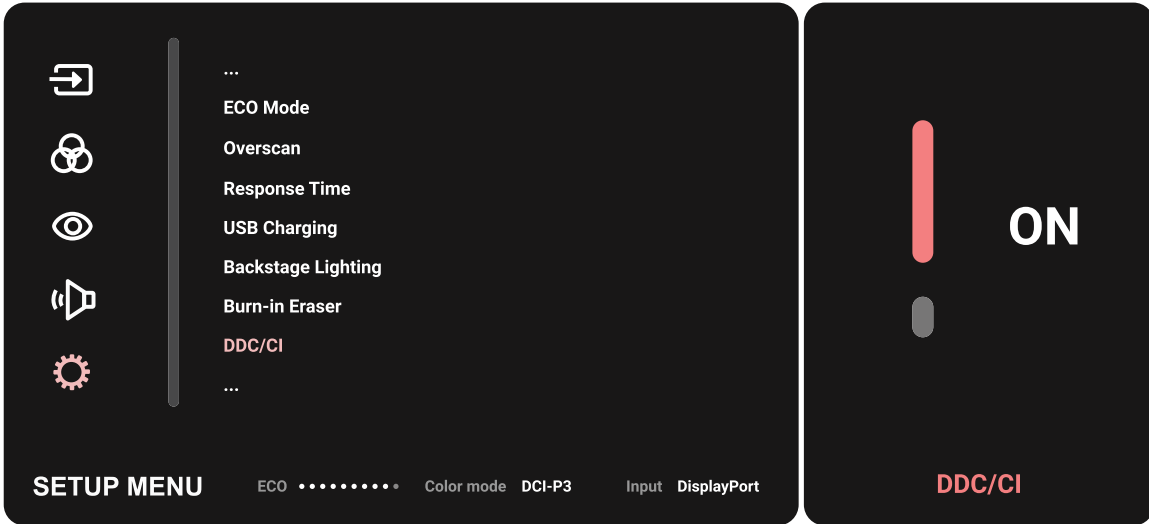 ...
ECO Mode
Overscan
Response Time
USB Charging
Backstage Lighting
Burn-in Eraser
DDC/CI
...
SETUP MENU ECO Color mode DCI-P3 Input DisplayPort
ON
DDC/CI